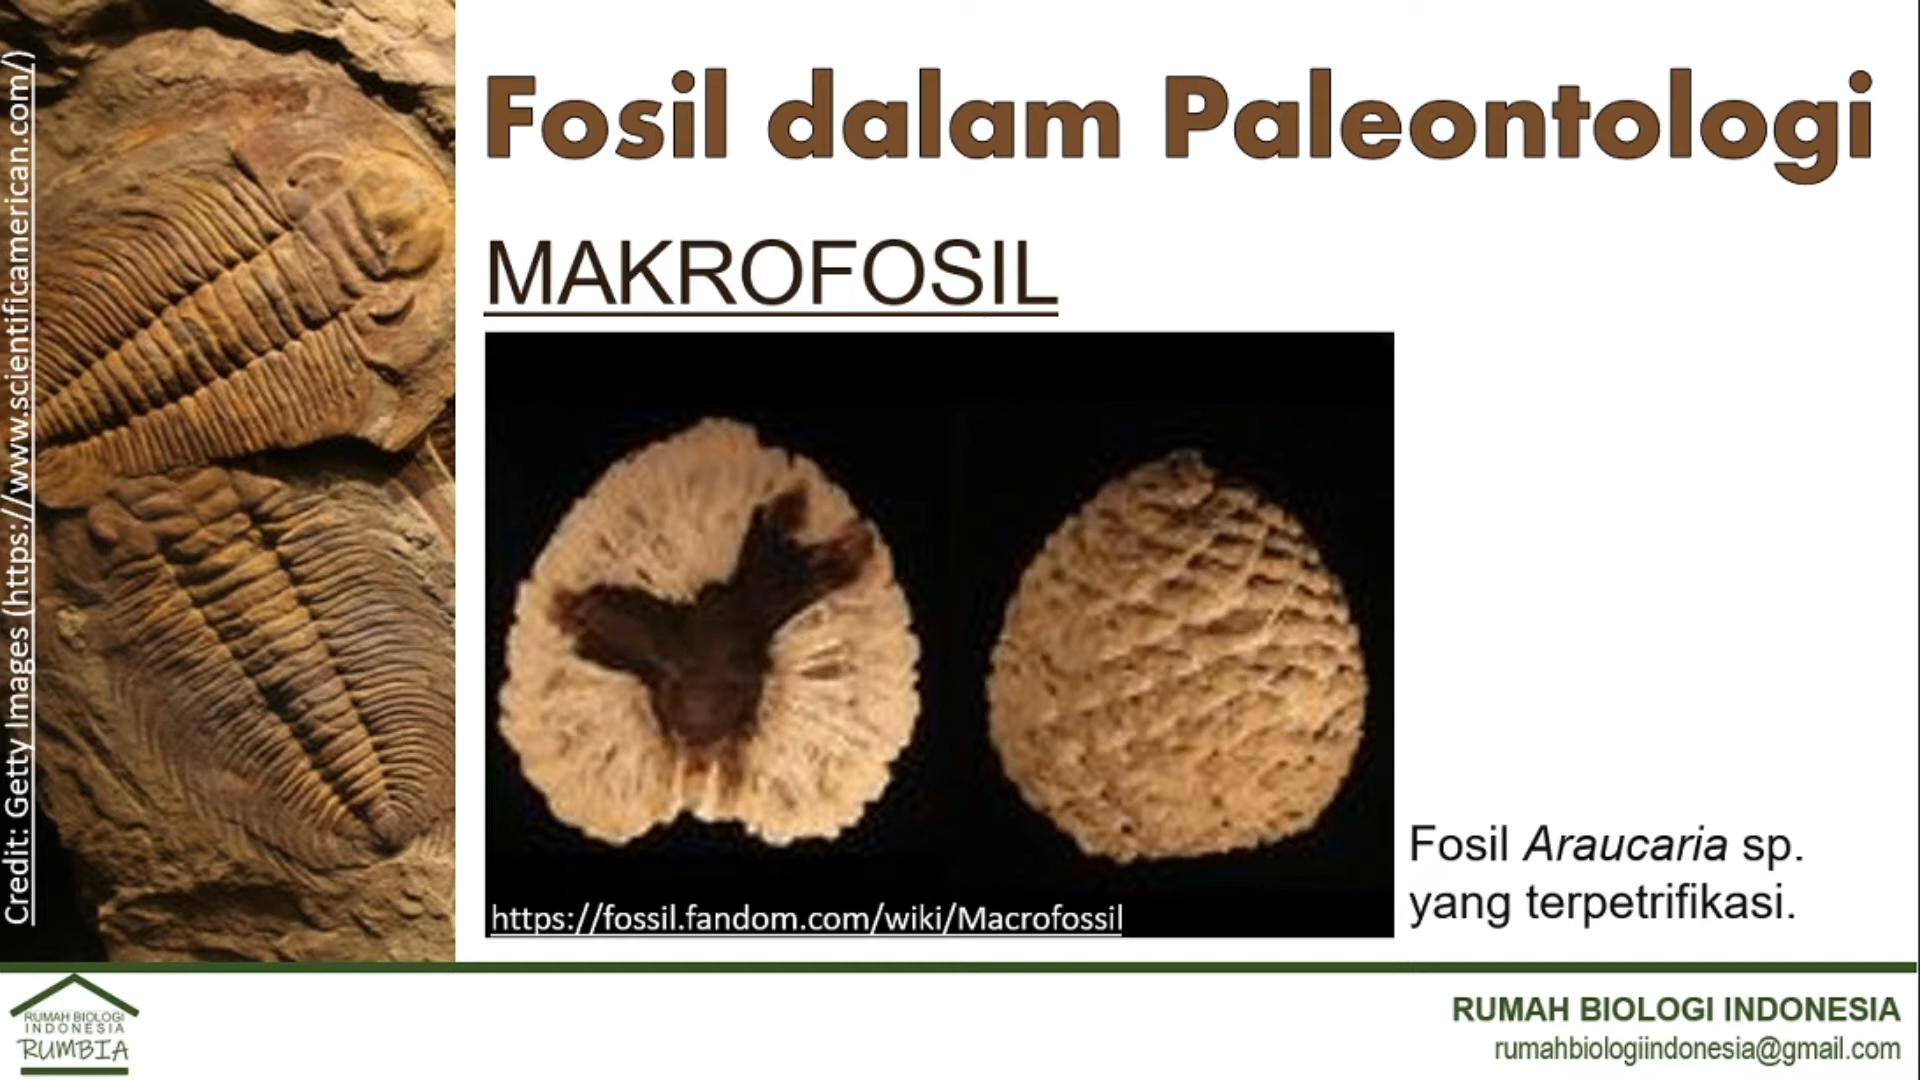 Credit: Getty Images (https://www.scientificamerican.com/)
Fosil dalam Paleontologi
MAKROFOSIL
https://fossil.fandom.com/wiki/Macrofossil
Fosil Araucaria sp.
yang terpetrifikasi.
RUMAH BIOLOGI
INDONESIA
RUMBIA
RUMAH BIOLOGI INDONESIA
rumahbiologiindonesia@gmail.com